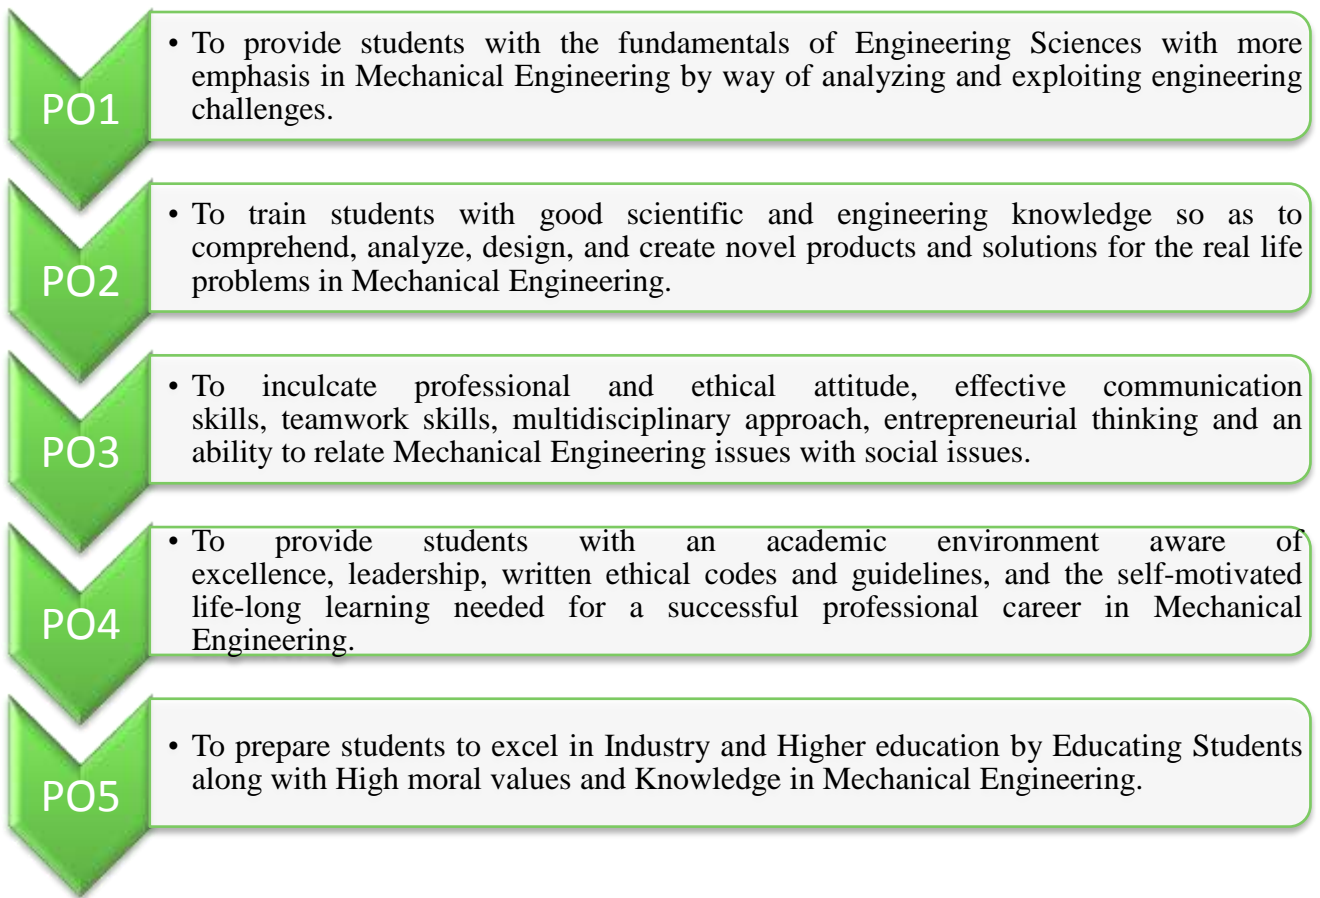 PO1
• To provide students with the fundamentals of Engineering Sciences with more
emphasis in Mechanical Engineering by way of analyzing and exploiting engineering
challenges.
PO2
• To train students with good scientific and engineering knowledge so as to
comprehend, analyze, design, and create novel products and solutions for the real life
problems in Mechanical Engineering.
PO3
• To inculcate professional and ethical attitude, effective communication
skills, teamwork skills, multidisciplinary approach, entrepreneurial thinking and an
ability to relate Mechanical Engineering issues with social issues.
PO4
• To provide students with an academic environment aware of
excellence, leadership, written ethical codes and guidelines, and the self-motivated
life-long learning needed for a successful professional career in Mechanical
Engineering.
PO5
• To prepare students to excel in Industry and Higher education by Educating Students
along with High moral values and Knowledge in Mechanical Engineering.